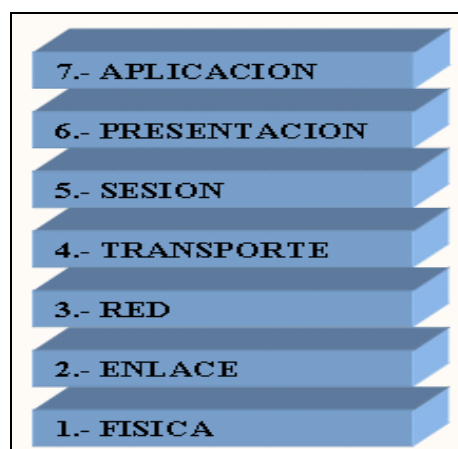 7.- APLICACION
6.- PRESENTACION
5.- SESION
4.- TRANSPORTE
3.- RED
2.- ENLACE
1.- FISICA